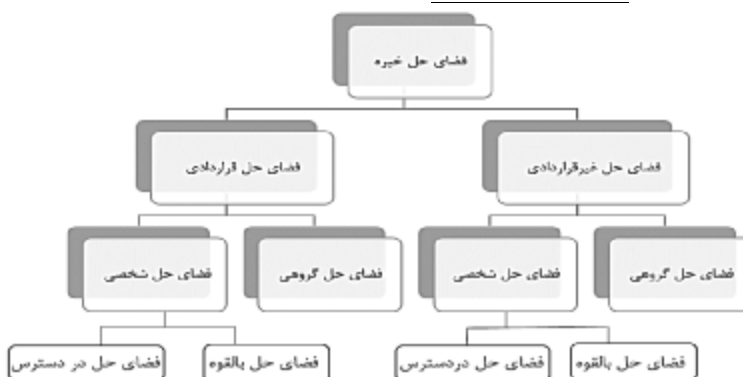 فضای حل خیره
فضای حل غیرقراردادی
فضای حل قراردادی
فضای حل گروهی
فضای حل شخصی
فضای حل گروهی
فضای حل شخصی
فضای حل بالقوه
فضای حل دردسترس
فضای حل بالقوه
فضای حل در دسترس